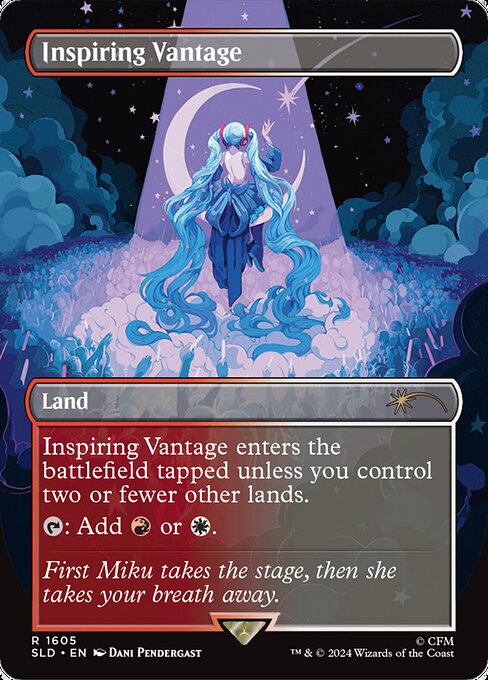 Inspiring Vantage
Land
Inspiring Vantage enters the
battlefield tapped unless you control
two or fewer other lands.
: Add or .
First Miku takes the stage, then she
takes your breath away.
R 1605
SLD • EN Dani Pendergast
© CFM
™ & © 2024 Wizards of the Coast